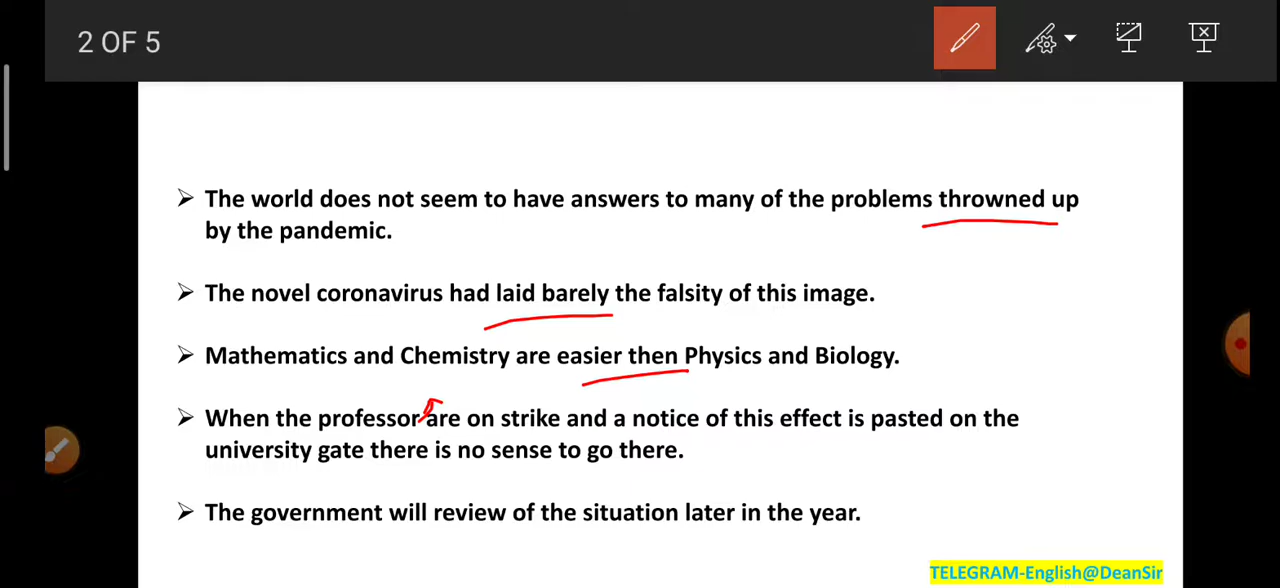 2 OF 5
➢ The world does not seem to have answers to many of the problems throwned up
by the pandemic.
➢ The novel coronavirus had laid barely the falsity of this image.
➢ Mathematics and Chemistry are easier then Physics and Biology.
➢ When the professor are on strike and a notice of this effect is pasted on the
university gate there is no sense to go there.
➢ The government will review of the situation later in the year.
TELEGRAM-English@DeanSir